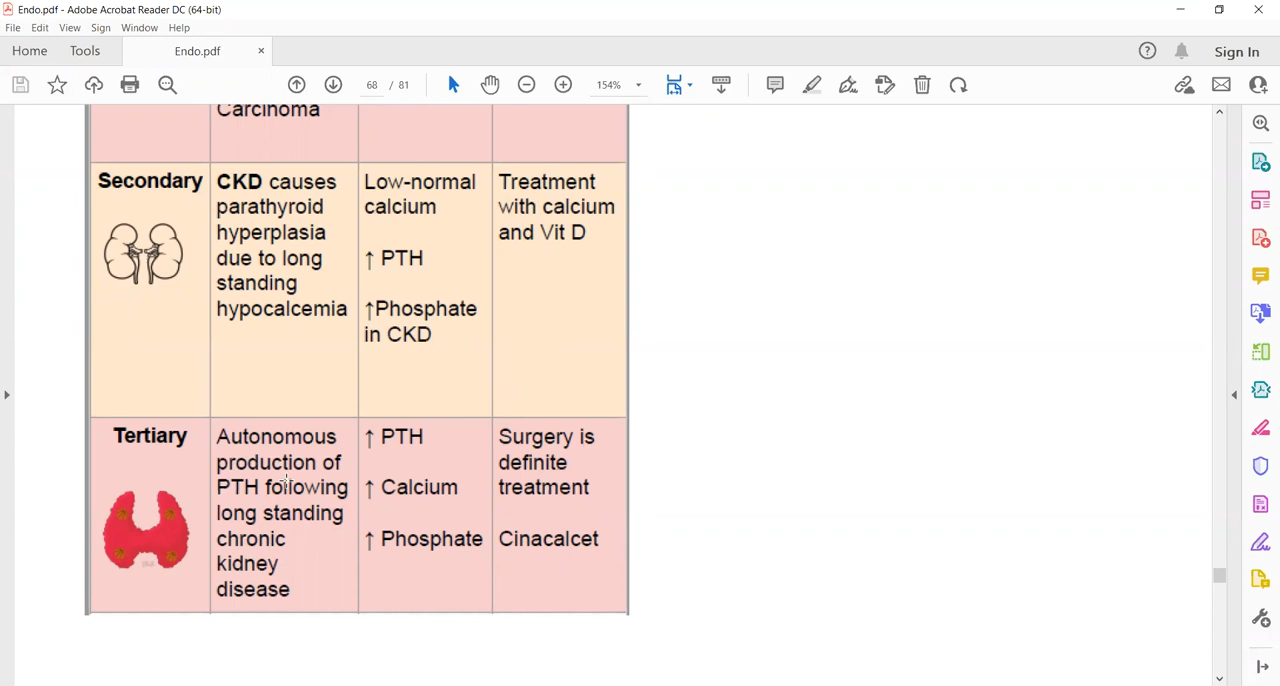 Endo.pdf - Adobe Acrobat Reader DC (64-bit)
File Edit View Sign Window Help
Home Tools Endo.pdf × Sign In
68 / 81 154%
Carcinoma
Secondary
CKD causes
parathyroid
hyperplasia
due to long
standing
hypocalcemia
Low-normal
calcium
↑ PTH
↑Phosphate
in CKD
Treatment
with calcium
and Vit D
Tertiary
Autonomous
production of
PTH following
long standing
chronic
kidney
disease
↑ PTH
↑ Calcium
↑ Phosphate
Surgery is
definite
treatment
Cinacalcet